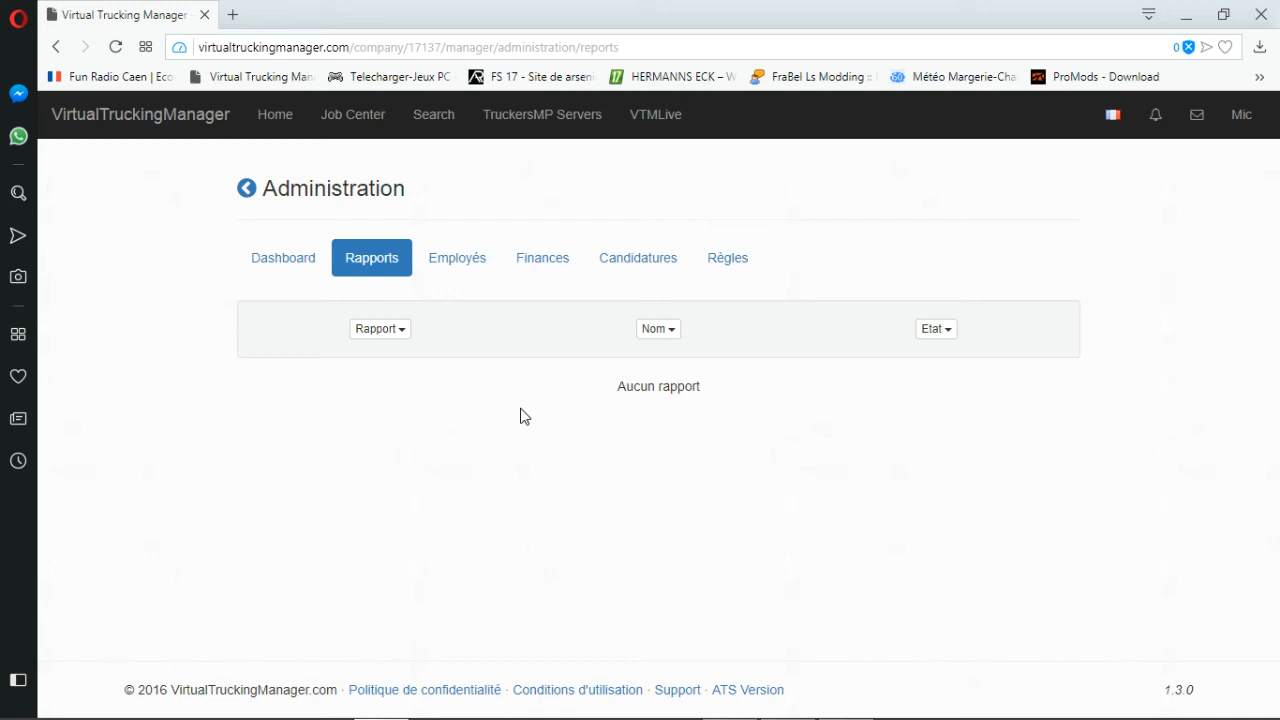 Virtual Trucking Manager
virtualtruckingmanager.com/company/17137/manager/administration/reports
0
Fun Radio Caen | Eco
Virtual Trucking Man
Telecharger-Jeux PC
FS 17 - Site de arseni
17 HERMANNS ECK – W
FraBel Ls Modding ::
Météo Margerie-Cha
ProMods - Download
»
VirtualTruckingManager Home Job Center Search TruckersMP Servers VTMLive Mic
Administration
Dashboard Rapports Employés Finances Candidatures Règles
Rapport Nom Etat
Aucun rapport
© 2016 VirtualTruckingManager.com · Politique de confidentialité · Conditions d'utilisation · Support · ATS Version 1.3.0